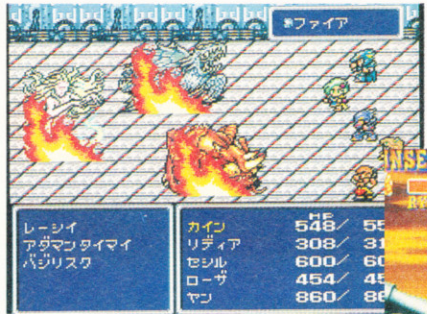 ファイア
レーシイ
アダマンタイマイ
バジリスク
HP
カイン 548/ 55
リディア 308/ 31
セシル 600/ 60
ローザ 454/ 45
ヤン 860/ 86
INSE
RY